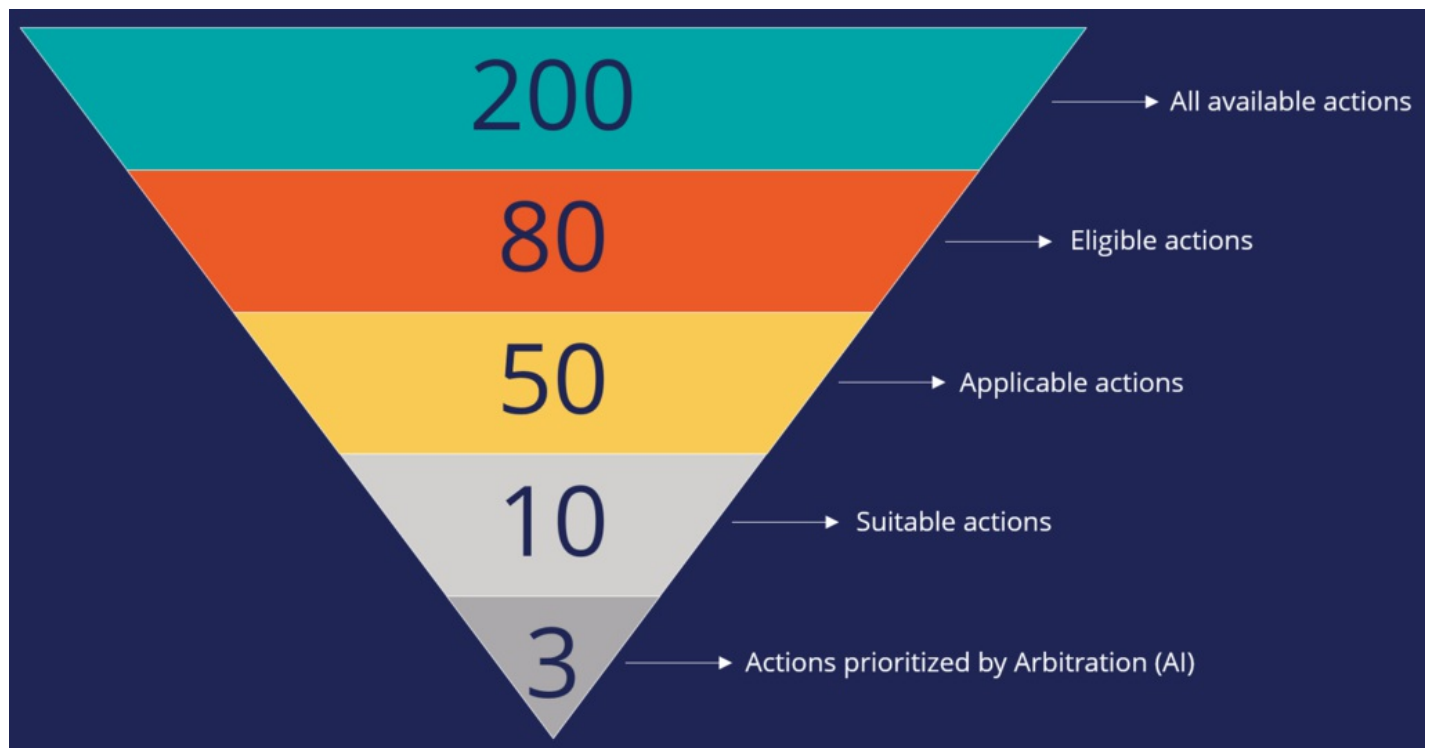 200
All available actions
80
Eligible actions
50
Applicable actions
10
Suitable actions
3
Actions prioritized by Arbitration (AI)